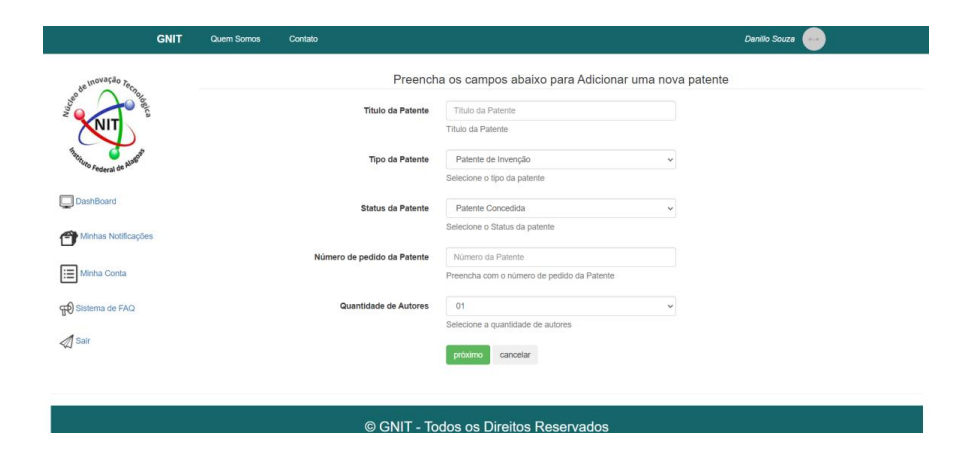 GNIT Quem Somos Contato Danillo Souza
Núcleo de Inovação Tecnológica
NIT
Instituto Federal de Alagoas
DashBoard
Minhas Notificações
Minha Conta
Sistema de FAQ
Sair
Preencha os campos abaixo para Adicionar uma nova patente
Titulo da Patente Titulo da Patente
Titulo da Patente
Tipo da Patente Patente de Invenção
Selecione o tipo da patente
Status da Patente Patente Concedida
Selecione o Status da patente
Número de pedido da Patente Número da Patente
Preencha com o número de pedido da Patente
Quantidade de Autores 01
Selecione a quantidade de autores
próximo cancelar
© GNIT - Todos os Direitos Reservados